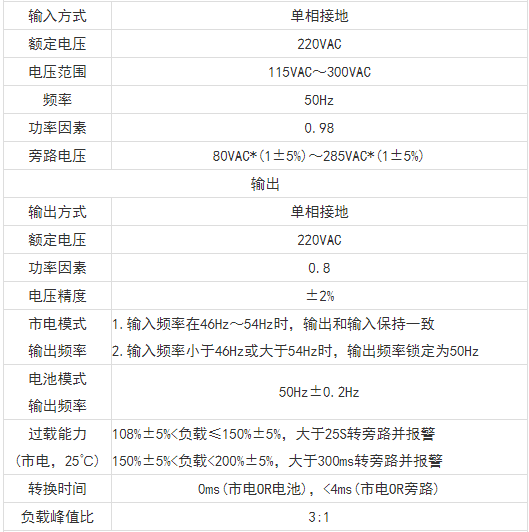 输入方式 单相接地
额定电压 220VAC
电压范围 115VAC～300VAC
频率 50Hz
功率因素 0.98
旁路电压 80VAC*(1±5%)～285VAC*(1±5%)
输出
输出方式 单相接地
额定电压 220VAC
功率因素 0.8
电压精度 ±2%
市电模式 1.输入频率在46Hz～54Hz时，输出和输入保持一致
输出频率 2.输入频率小于46Hz或大于54Hz时，输出频率锁定为50Hz
电池模式
输出频率 50Hz±0.2Hz
过载能力 108%±5%<负载≤150%±5%，大于25S转旁路并报警
(市电，25℃) 150%±5%<负载<200%±5%，大于300ms转旁路并报警
转换时间 0ms(市电OR电池)，<4ms(市电OR旁路)
负载峰值比 3:1